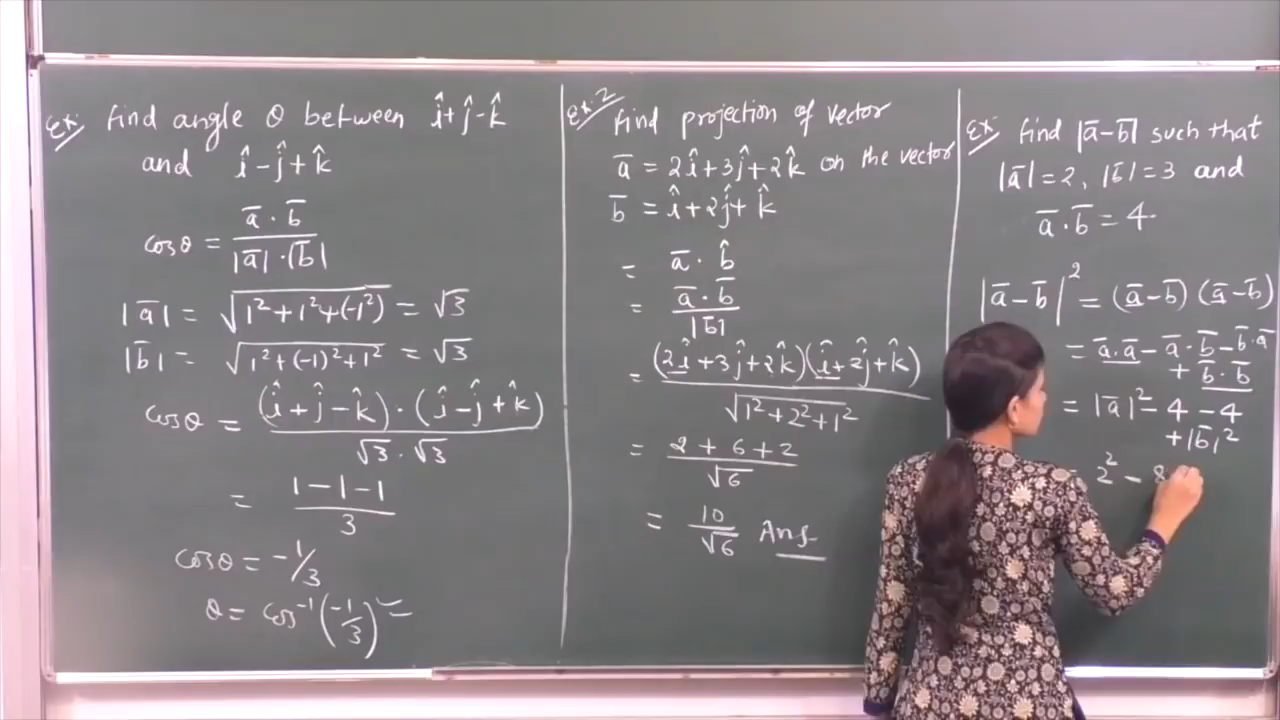 Ex: Find angle θ between î+ĵ-k̂
and î-ĵ+k̂
cosθ = a̅ · b̅ / |a̅| · |b̅|
|a̅| = √(1²+1²+(-1²)) = √3
|b̅| = √(1²+(-1)²+1²) = √3
cosθ = (î+ĵ-k̂) · (î-ĵ+k̂) / √3 · √3
= 1-1-1 / 3
cosθ = -1/3
θ = cos⁻¹(-1/3)
Ex:2 Find projection of vector
a̅ = 2î+3ĵ+2k̂ on the vector
b̅ = î+2ĵ+k̂
= a̅ · b̂
= a̅ · b̅ / |b̅|
= (2î+3ĵ+2k̂)(î+2ĵ+k̂) / √(1²+2²+1²)
= 2+6+2 / √6
= 10/√6 Ans
Ex: Find |a̅-b̅| such that
|a̅|=2, |b̅|=3 and
a̅·b̅ = 4.
|a̅-b̅|² = (a̅-b̅)(a̅-b̅)
= a̅·a̅ - a̅·b̅ - b̅·a̅
+ b̅·b̅
= |a̅|² - 4 - 4
+|b̅|²
= 2² - 8